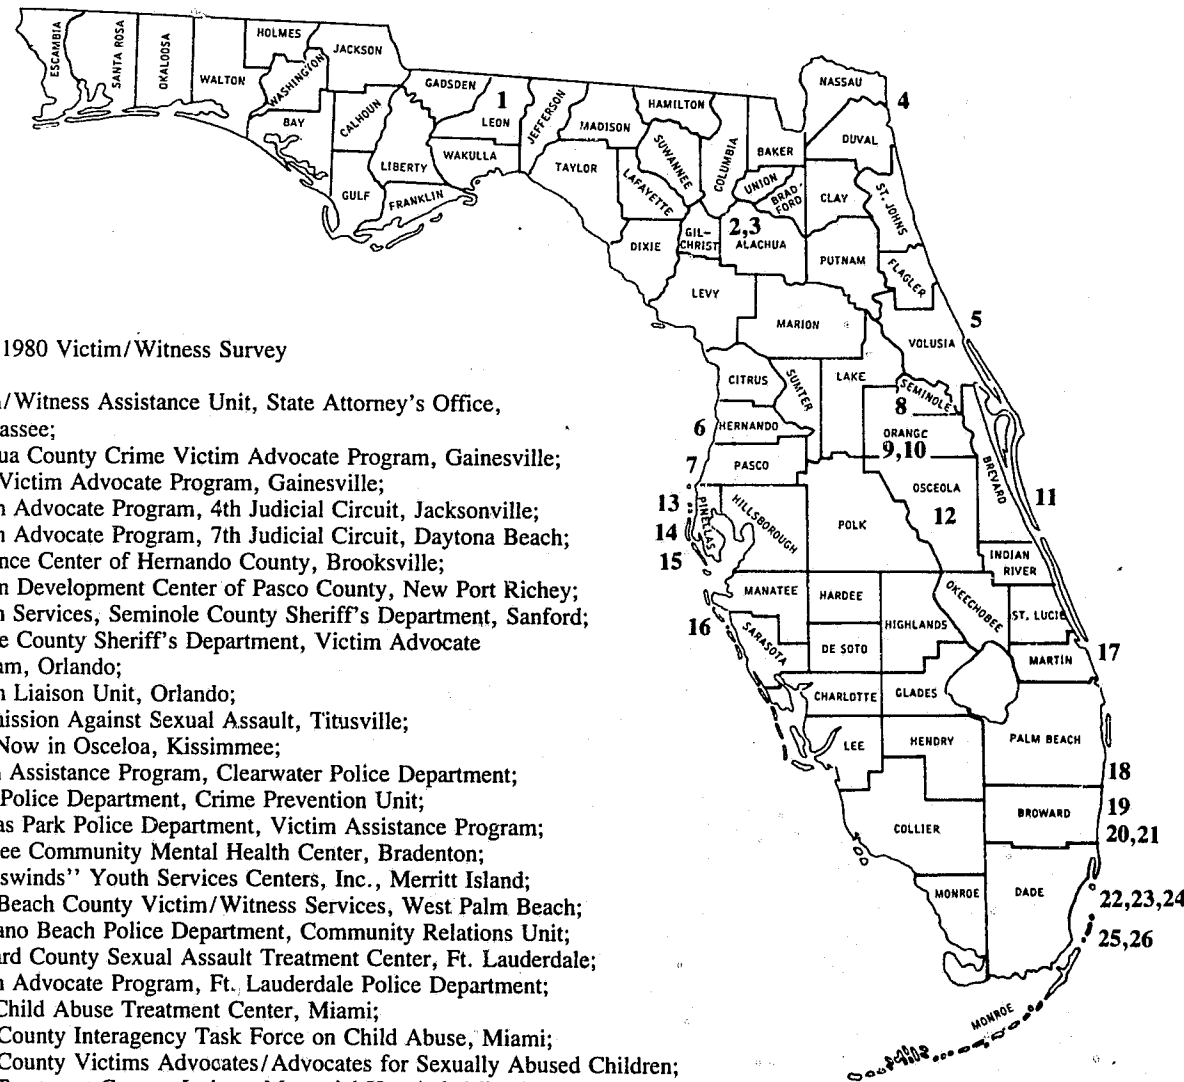 ESCAMBIA
SANTA ROSA
OKALOOSA
WALTON
HOLMES
WASHINGTON
JACKSON
BAY
CALHOUN
GULF
LIBERTY
GADSDEN
1
LEON
WAKULLA
FRANKLIN
JEFFERSON
MADISON
TAYLOR
HAMILTON
SUWANNEE
LAFAYETTE
COLUMBIA
DIXIE
GIL-
CHRIST
BAKER
UNION
BRAD-
FORD
2,3
ALACHUA
NASSAU
4
DUVAL
CLAY
ST. JOHNS
PUTNAM
FLAGLER
LEVY
MARION
5
VOLUSIA
CITRUS
SUMTER
LAKE
SEMINOLE
8
6
HERNANDO
ORANGE
9,10
7
PASCO
BREVARD
11
OSCEOLA
12
13
14
15
PINELLAS
HILLSBOROUGH
POLK
INDIAN
RIVER
MANATEE
HARDEE
OKEECHOBEE
ST. LUCIE
16
SARASOTA
DE SOTO
HIGHLANDS
MARTIN
17
CHARLOTTE
GLADES
LEE
HENDRY
PALM BEACH
18
COLLIER
BROWARD
19
20,21
MONROE
DADE
22,23,24
25,26
MONROE
1980 Victim/Witness Survey
/Witness Assistance Unit, State Attorney's Office,
assee;
ua County Crime Victim Advocate Program, Gainesville;
Victim Advocate Program, Gainesville;
n Advocate Program, 4th Judicial Circuit, Jacksonville;
n Advocate Program, 7th Judicial Circuit, Daytona Beach;
nce Center of Hernando County, Brooksville;
n Development Center of Pasco County, New Port Richey;
n Services, Seminole County Sheriff's Department, Sanford;
e County Sheriff's Department, Victim Advocate
am, Orlando;
n Liaison Unit, Orlando;
nission Against Sexual Assault, Titusville;
Now in Osceloa, Kissimmee;
Assistance Program, Clearwater Police Department;
Police Department, Crime Prevention Unit;
as Park Police Department, Victim Assistance Program;
ee Community Mental Health Center, Bradenton;
swinds" Youth Services Centers, Inc., Merritt Island;
Beach County Victim/Witness Services, West Palm Beach;
ano Beach Police Department, Community Relations Unit;
rd County Sexual Assault Treatment Center, Ft. Lauderdale;
n Advocate Program, Ft. Lauderdale Police Department;
Child Abuse Treatment Center, Miami;
County Interagency Task Force on Child Abuse, Miami;
County Victims Advocates/Advocates for Sexually Abused Children;